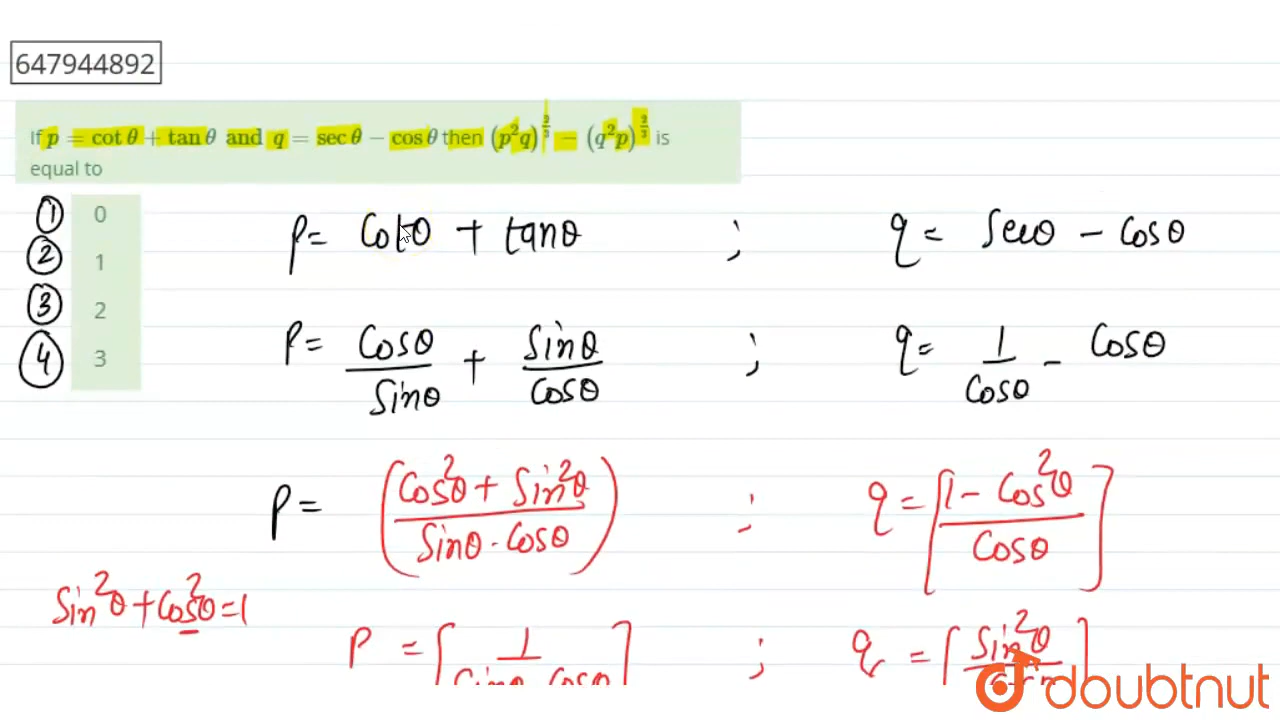 647944892
If p = cot θ + tan θ and q = sec θ − cos θ then (p²q)^(2/3) − (q²p)^(2/3) is
equal to
① 0
② 1
③ 2
④ 3
p = Cotθ + tanθ ; q = Secθ − Cosθ
p = Cosθ/Sinθ + Sinθ/Cosθ ; q = 1/Cosθ − Cosθ
p = (Cos²θ + Sin²θ / Sinθ · Cosθ) ; q = [1 − Cos²θ / Cosθ]
Sin²θ + Cos²θ = 1
p = [1 / Sinθ Cosθ] ; q = [Sin²θ
doubtnut